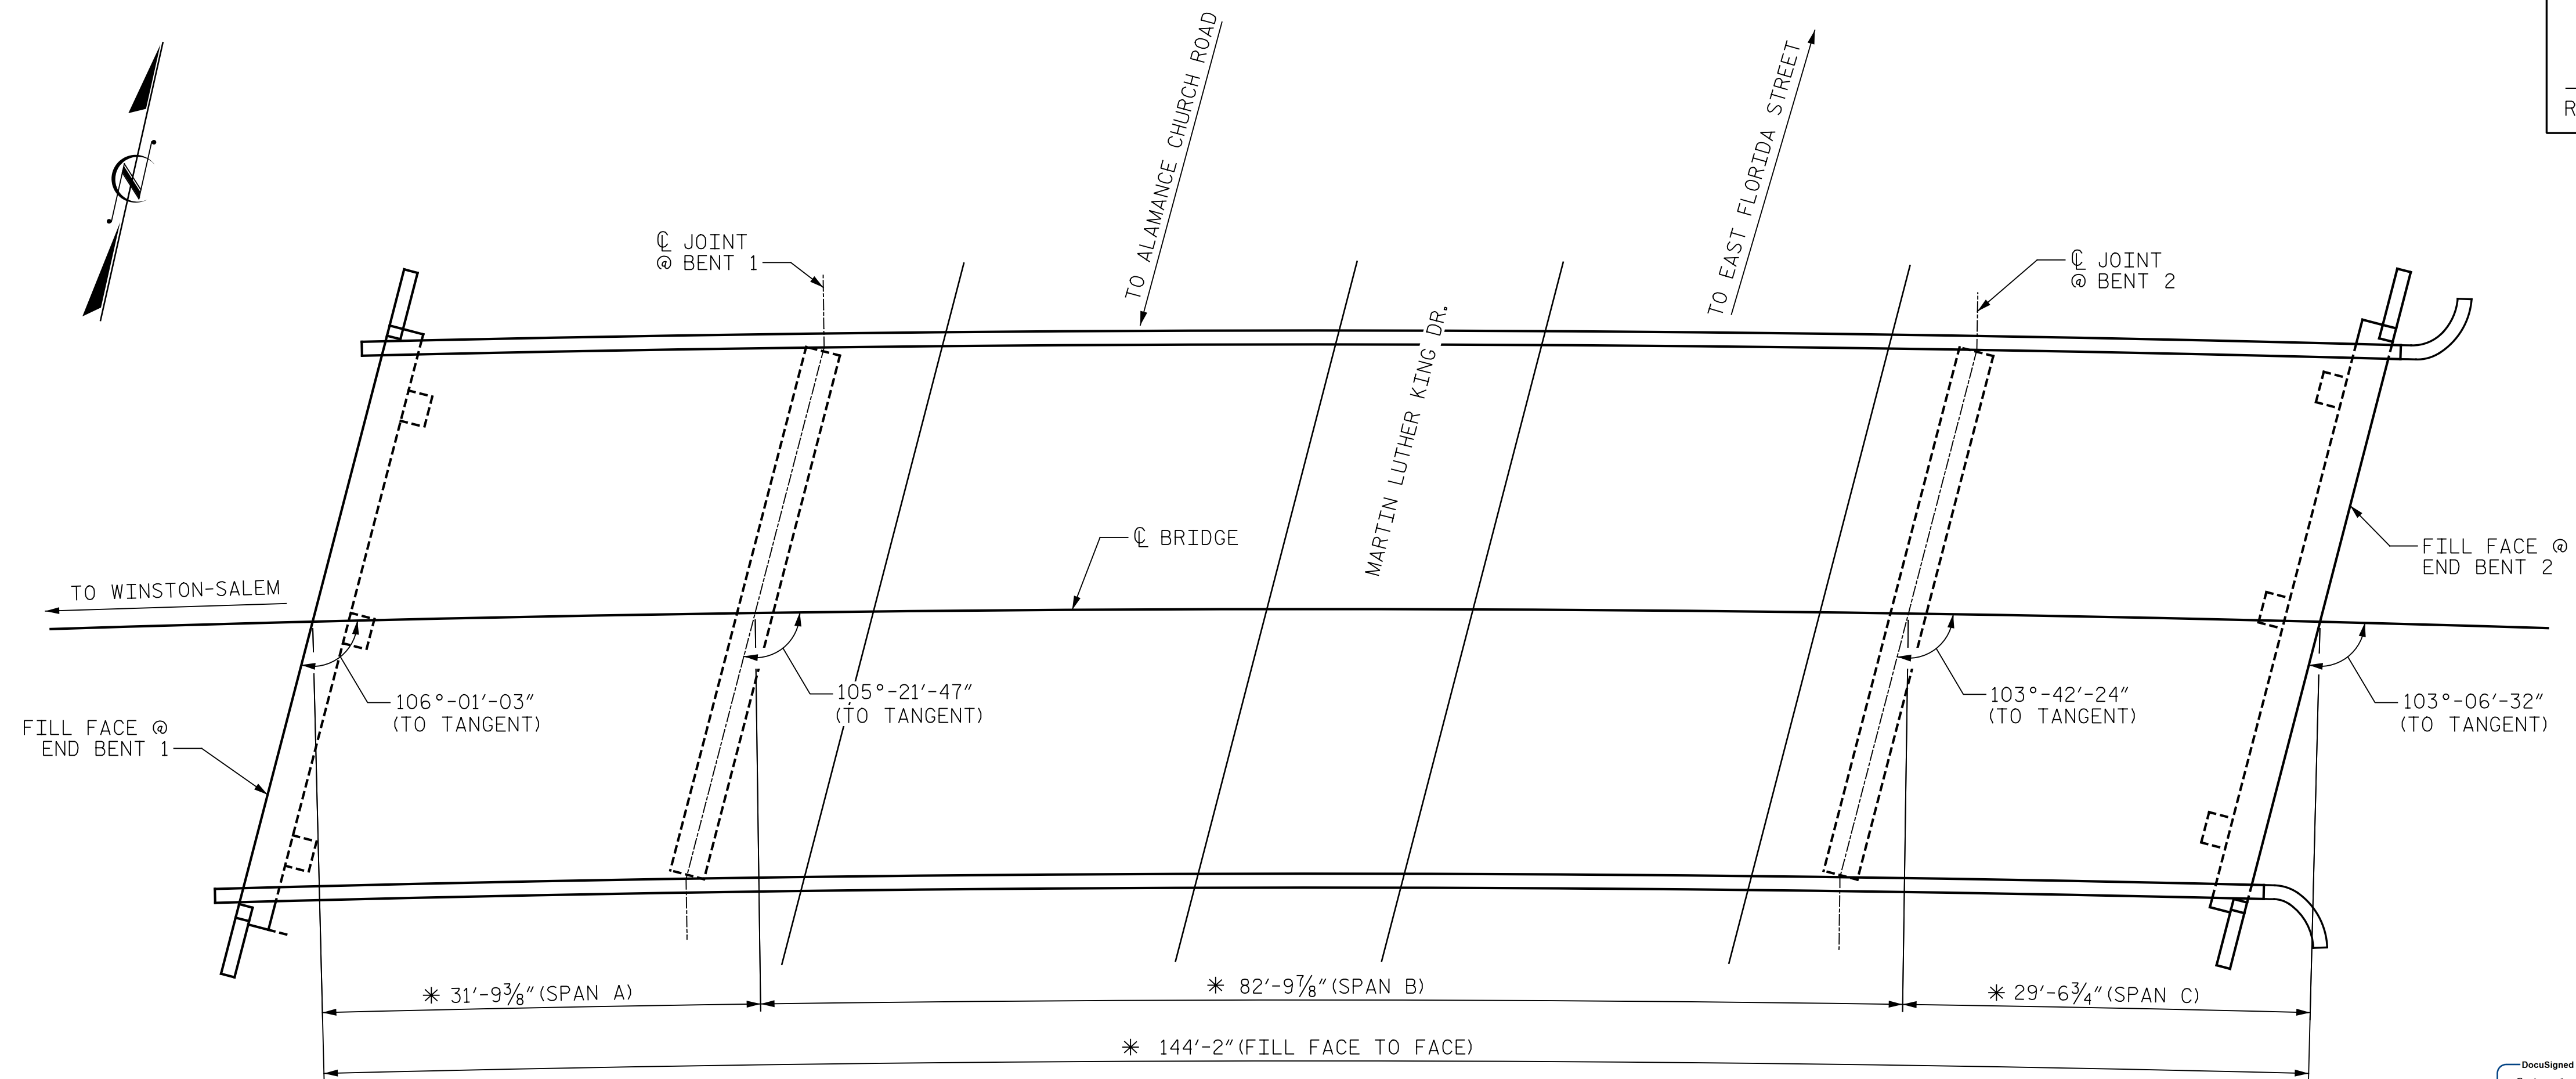 TO ALAMANCE CHURCH ROAD
TO EAST FLORIDA STREET
R
N
℄ JOINT
@ BENT 1
℄ JOINT
@ BENT 2
MARTIN LUTHER KING DR.
℄ BRIDGE
FILL FACE @
END BENT 2
TO WINSTON-SALEM
106°-01'-03"
(TO TANGENT)
105°-21'-47"
(TO TANGENT)
103°-42'-24"
(TO TANGENT)
103°-06'-32"
(TO TANGENT)
FILL FACE @
END BENT 1
✳ 31'-9⅜" (SPAN A)
✳ 82'-9⅞" (SPAN B)
✳ 29'-6¾" (SPAN C)
✳ 144'-2" (FILL FACE TO FACE)
DocuSigned